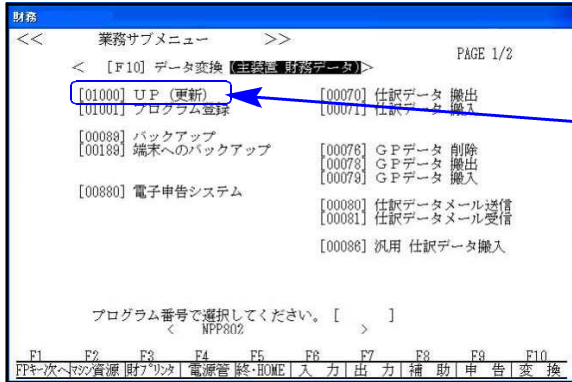 財務
<< 業務サブメニュー >>
PAGE 1/2
< [F10] データ変換 (主装置 財務データ)>
[01000] UP (更新) [00070] 仕訳データ 搬出
[01001] プログラム登録 [00071] 仕訳データ 搬入
[00089] バックアップ
[00189] 端末へのバックアップ [00076] GPデータ 削除
[00078] GPデータ 搬出
[00079] GPデータ 搬入
[00880] 電子申告システム
[00080] 仕訳データメール送信
[00081] 仕訳データメール受信
[00086] 汎用 仕訳データ搬入
プログラム番号で選択してください。 [ ]
< NPP802 >
F1 F2 F3 F4 F5 F6 F7 F8 F9 F10
FPキー次へ マシン資源 財プリンタ 電源管 終・HOME 入 力 出 力 補 助 申 告 変 換